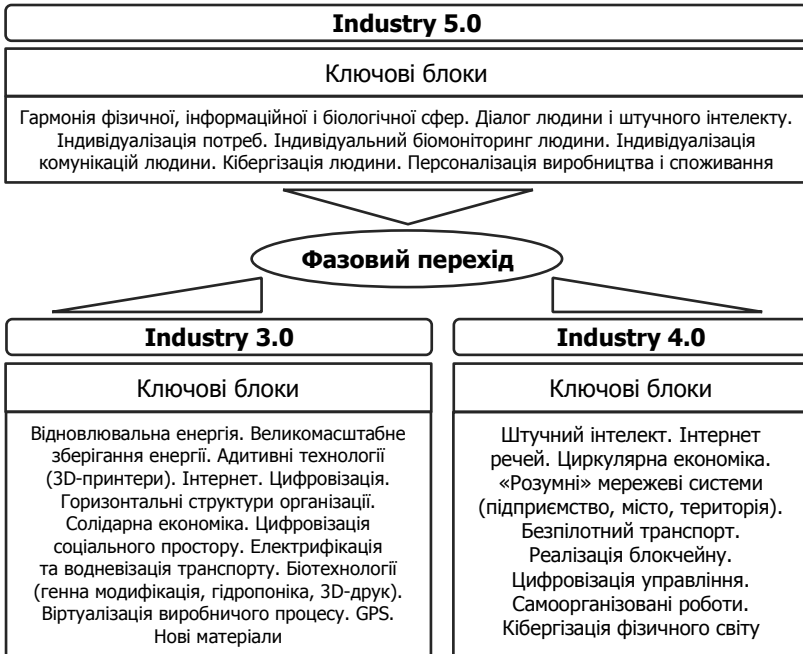 Industry 5.0
Ключові блоки
Гармонія фізичної, інформаційної і біологічної сфер. Діалог людини і штучного інтелекту.
Індивідуалізація потреб. Індивідуальний біомоніторинг людини. Індивідуалізація
комунікацій людини. Кібергізація людини. Персоналізація виробництва і споживання
Фазовий перехід
Industry 3.0
Ключові блоки
Відновлювальна енергія. Великомасштабне
зберігання енергії. Адитивні технології
(3D-принтери). Інтернет. Цифровізація.
Горизонтальні структури організації.
Солідарна економіка. Цифровізація
соціального простору. Електрифікація
та водневізація транспорту. Біотехнології
(генна модифікація, гідропоніка, 3D-друк).
Віртуалізація виробничого процесу. GPS.
Нові матеріали
Industry 4.0
Ключові блоки
Штучний інтелект. Інтернет
речей. Циркулярна економіка.
«Розумні» мережеві системи
(підприємство, місто, територія).
Безпілотний транспорт.
Реалізація блокчейну.
Цифровізація управління.
Самоорганізовані роботи.
Кібергізація фізичного світу